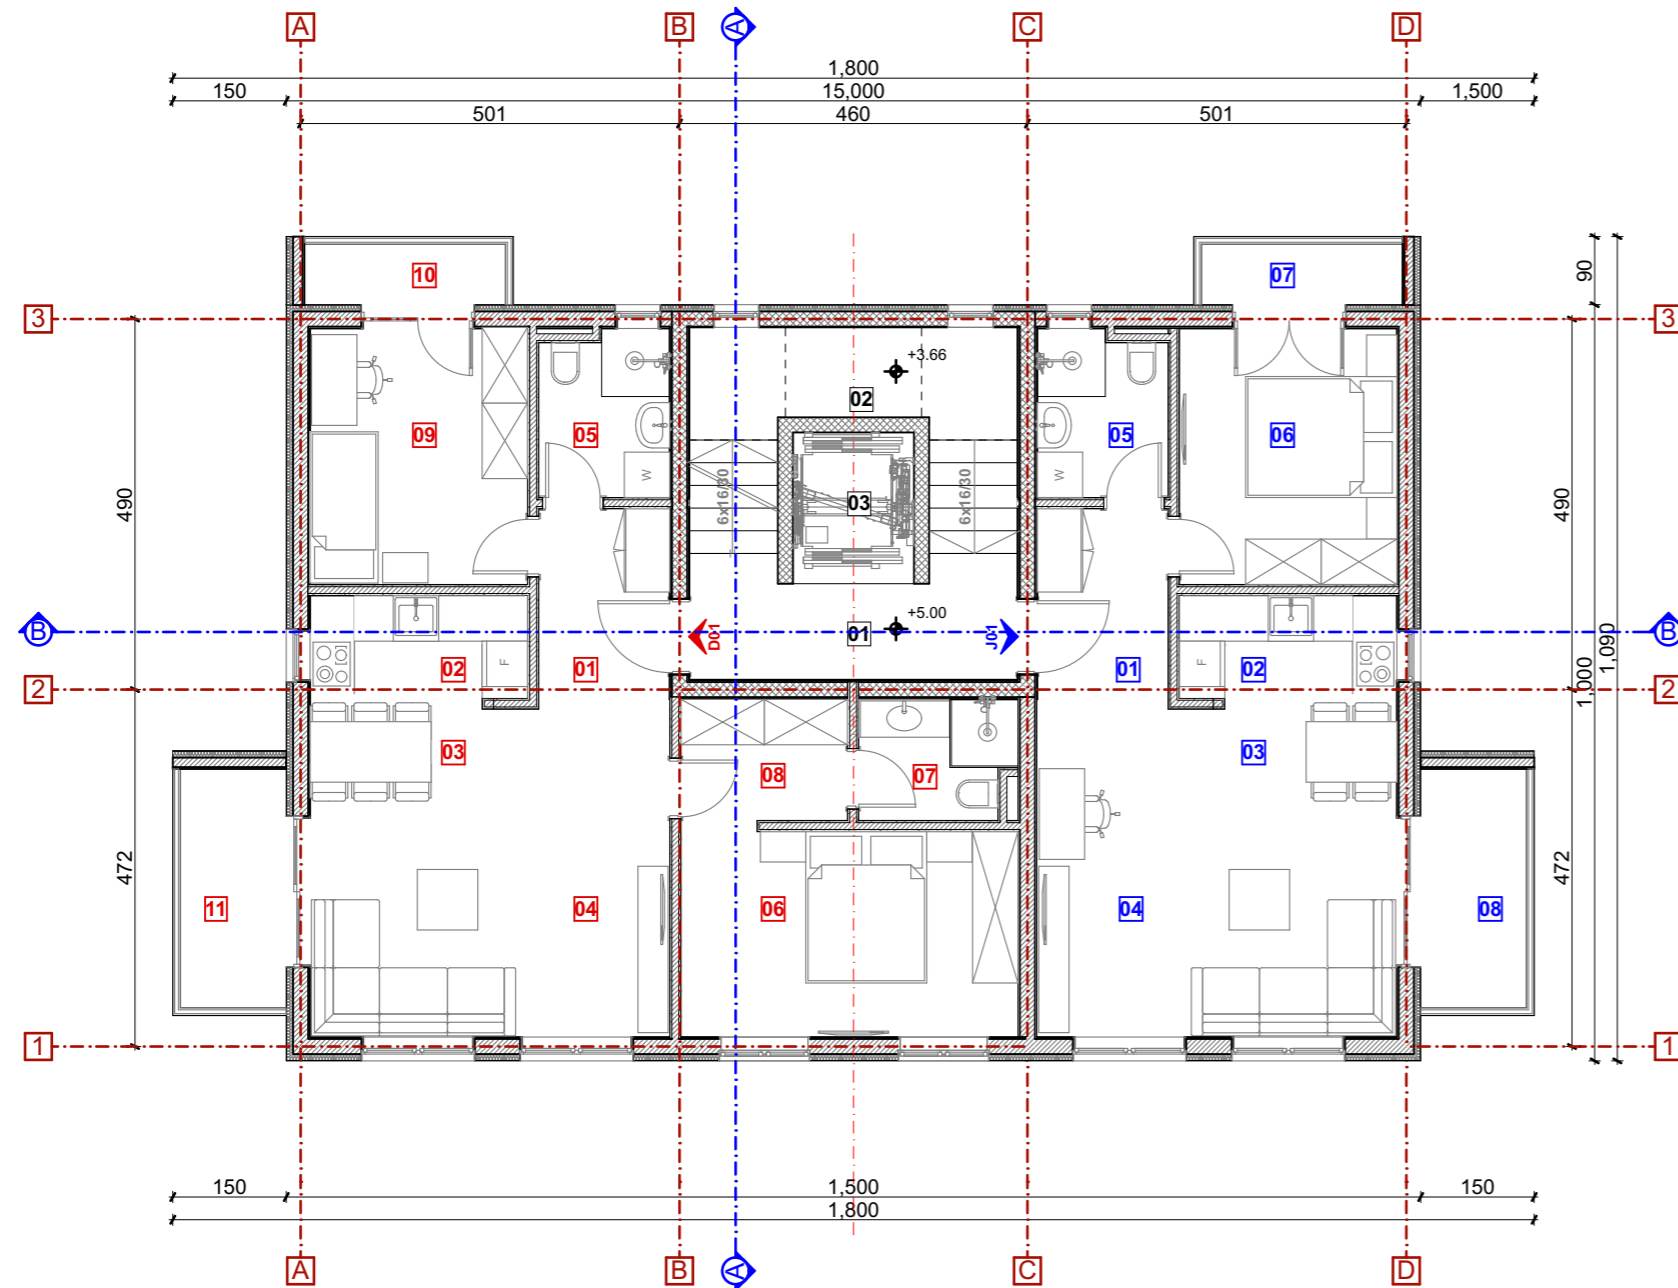 A B A C D
1,800
150 15,000 1,500
501 460 501
90
10 07
3 3
+3.66
02
09 05 05 06
W W
6x16/30 03 6x16/30
490 490
+5.00
B D01 01 J01 B
1,000 1,090
02 F 01 01 F 02
2 2
03 08 07 03
472 472
11 04 06 04 08
1 1
150 1,500 150
1,800
A B A C D